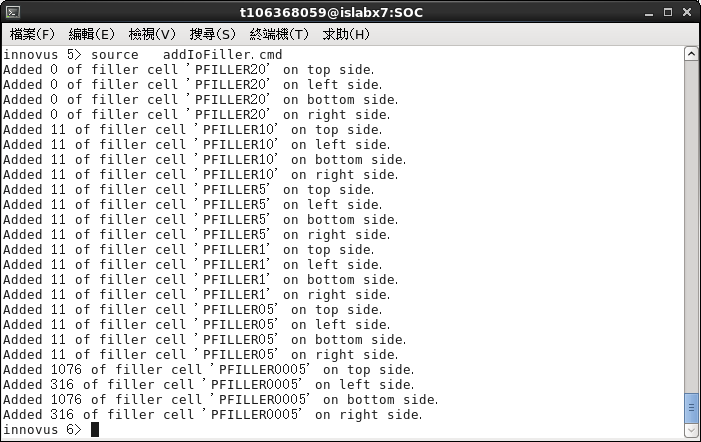 t106368059@islabx7:SOC
檔案(F) 編輯(E) 檢視(V) 搜尋(S) 終端機(T) 求助(H)
innovus 5> source   addIoFiller.cmd
Added 0 of filler cell 'PFILLER20' on top side.
Added 0 of filler cell 'PFILLER20' on left side.
Added 0 of filler cell 'PFILLER20' on bottom side.
Added 0 of filler cell 'PFILLER20' on right side.
Added 11 of filler cell 'PFILLER10' on top side.
Added 11 of filler cell 'PFILLER10' on left side.
Added 11 of filler cell 'PFILLER10' on bottom side.
Added 11 of filler cell 'PFILLER10' on right side.
Added 11 of filler cell 'PFILLER5' on top side.
Added 11 of filler cell 'PFILLER5' on left side.
Added 11 of filler cell 'PFILLER5' on bottom side.
Added 11 of filler cell 'PFILLER5' on right side.
Added 11 of filler cell 'PFILLER1' on top side.
Added 11 of filler cell 'PFILLER1' on left side.
Added 11 of filler cell 'PFILLER1' on bottom side.
Added 11 of filler cell 'PFILLER1' on right side.
Added 11 of filler cell 'PFILLER05' on top side.
Added 11 of filler cell 'PFILLER05' on left side.
Added 11 of filler cell 'PFILLER05' on bottom side.
Added 11 of filler cell 'PFILLER05' on right side.
Added 1076 of filler cell 'PFILLER0005' on top side.
Added 316 of filler cell 'PFILLER0005' on left side.
Added 1076 of filler cell 'PFILLER0005' on bottom side.
Added 316 of filler cell 'PFILLER0005' on right side.
innovus 6>